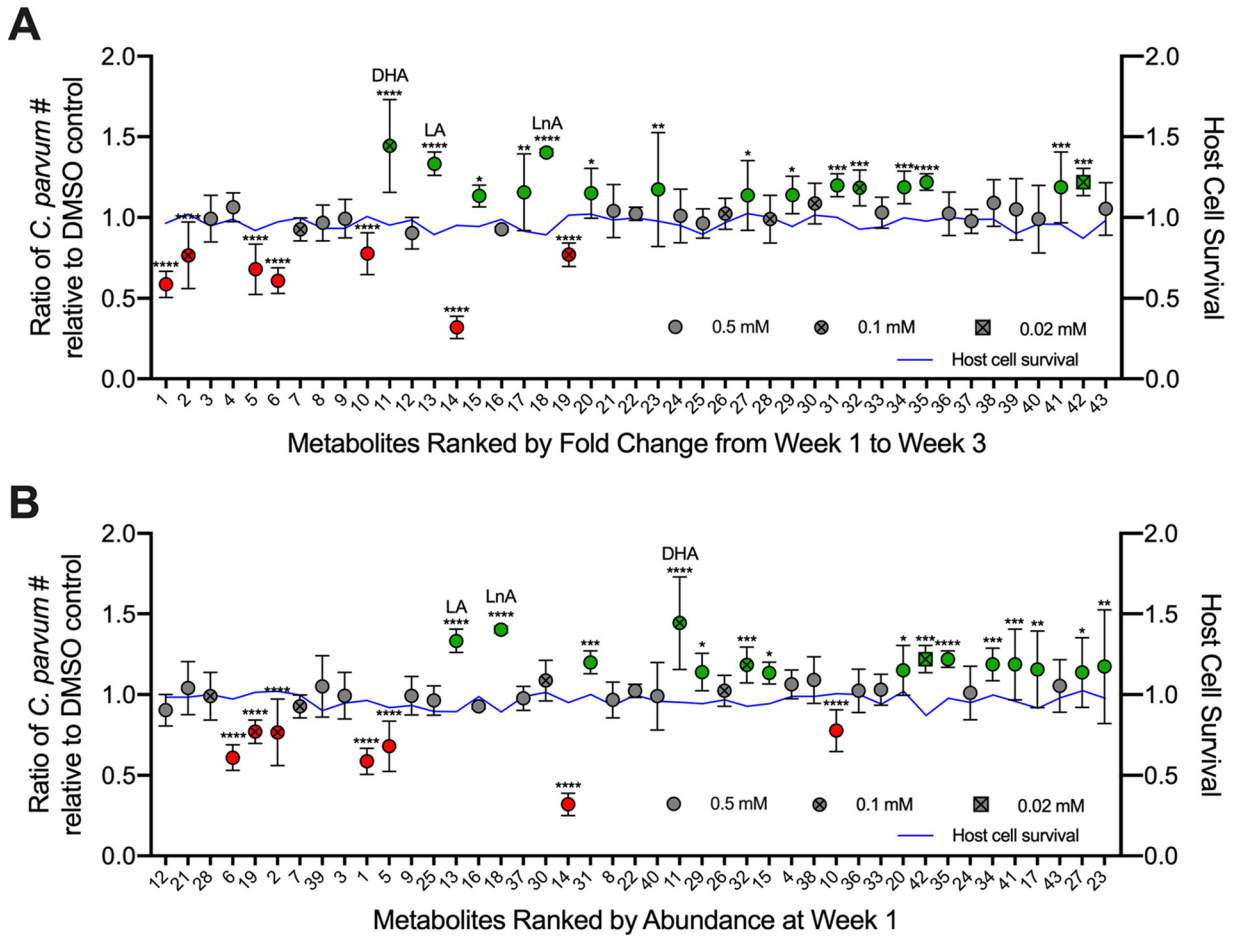 A
Ratio of C. parvum #
relative to DMSO control
2.0
1.5
1.0
0.5
0.0
2.0
1.5
1.0
0.5
0.0
Host Cell Survival
DHA
****
LA
****
LnA
****
****
****
****
****
****
****
*
**
****
*
**
*
*
***
***
***
****
***
***
0.5 mM
0.1 mM
0.02 mM
Host cell survival
1 2 3 4 5 6 7 8 9 10 11 12 13 14 15 16 17 18 19 20 21 22 23 24 25 26 27 28 29 30 31 32 33 34 35 36 37 38 39 40 41 42 43
Metabolites Ranked by Fold Change from Week 1 to Week 3
B
Ratio of C. parvum #
relative to DMSO control
2.0
1.5
1.0
0.5
0.0
2.0
1.5
1.0
0.5
0.0
Host Cell Survival
LA
****
LnA
****
DHA
****
****
****
****
****
****
****
***
*
***
*
****
*
***
****
***
***
**
*
**
0.5 mM
0.1 mM
0.02 mM
Host cell survival
12 21 28 6 19 2 7 39 3 1 5 9 25 13 16 18 37 30 14 31 8 22 40 11 29 26 32 15 4 38 10 36 33 20 42 35 24 34 41 17 43 27 23
Metabolites Ranked by Abundance at Week 1